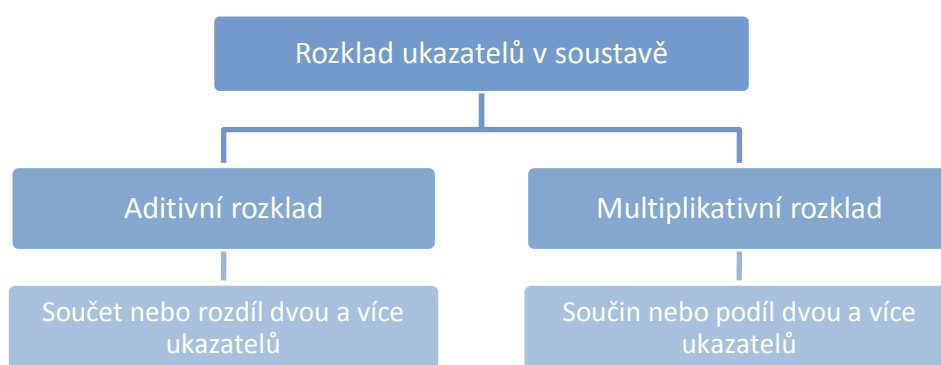 Rozklad ukazatelů v soustavě
Aditivní rozklad
Multiplikativní rozklad
Součet nebo rozdíl dvou a více
ukazatelů
Součin nebo podíl dvou a více
ukazatelů